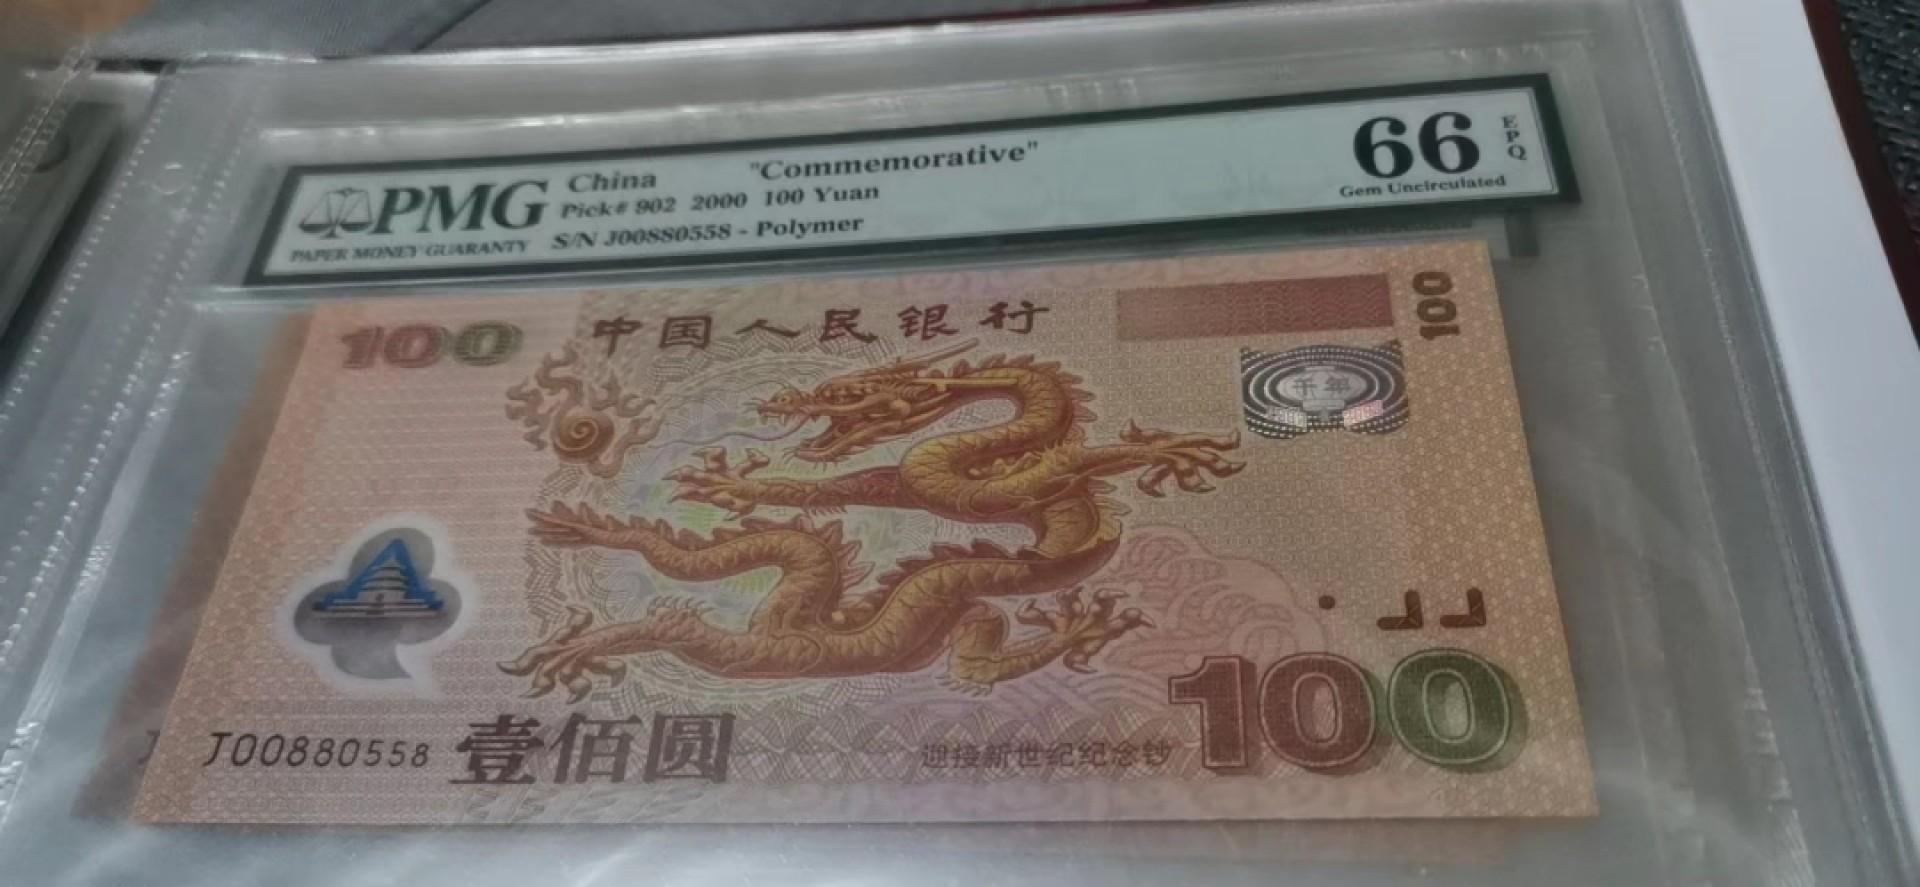 PMG
PAPER MONEY GUARANTY
China "Commemorative"
Pick# 902 2000 100 Yuan
S/N J00880558 - Polymer
66 EPQ
Gem Uncirculated
100 中国人民银行 100
千年
J00880558 壹佰圆 迎接新世纪纪念钞 100